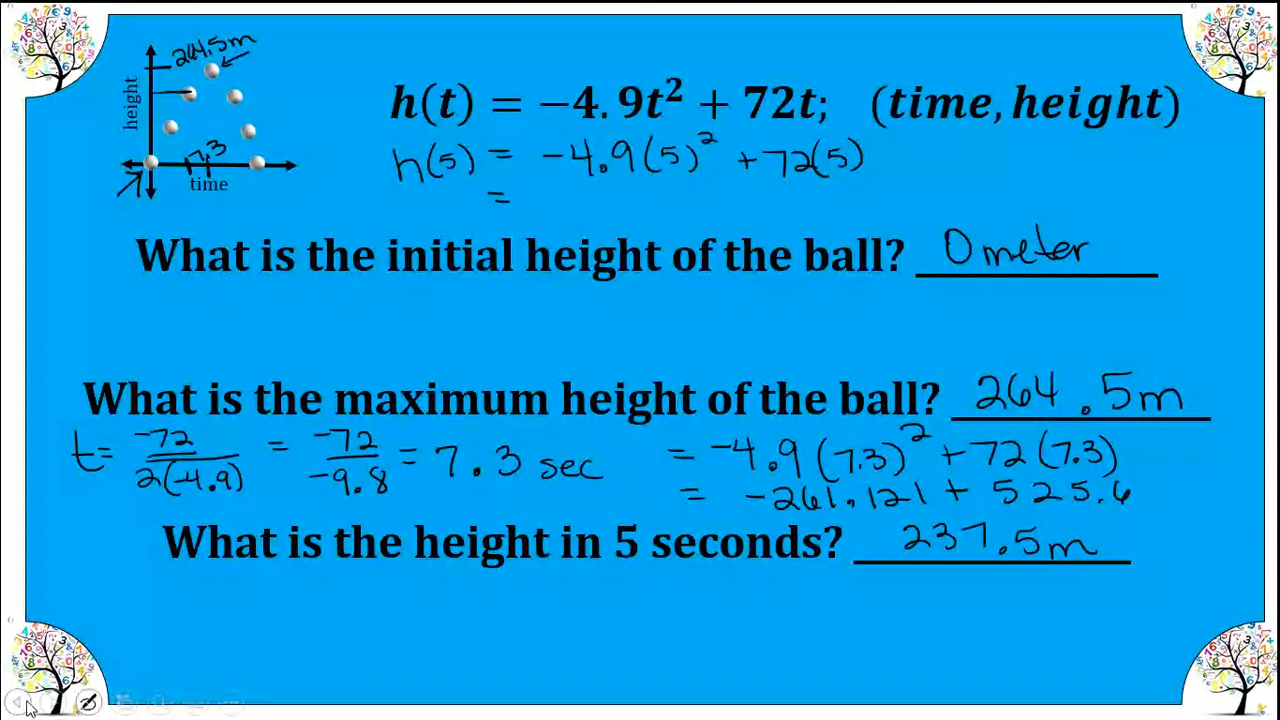 264.5m
height
7.3
time
h(t) = −4.9t² + 72t; (time, height)
h(5) = -4.9(5)² +72(5)
=
What is the initial height of the ball? 0 meter
What is the maximum height of the ball? 264.5m
t= -72/2(-4.9) = -72/-9.8 = 7.3 sec
= -4.9(7.3)² +72(7.3)
= -261.121 + 525.6
What is the height in 5 seconds? 237.5m